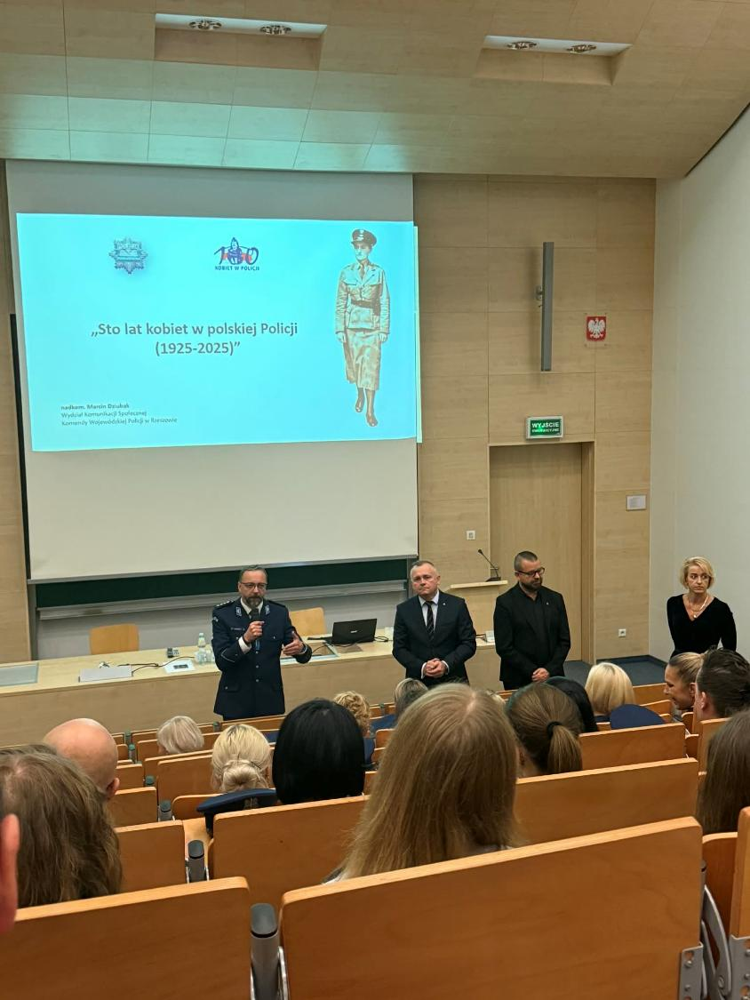 100
KOBIET W POLICJI
„Sto lat kobiet w polskiej Policji
(1925-2025)”
nadkom. Marcin Dziubak
Wydział Komunikacji Społecznej
Komendy Wojewódzkiej Policji w Rzeszowie
WYJŚCIE